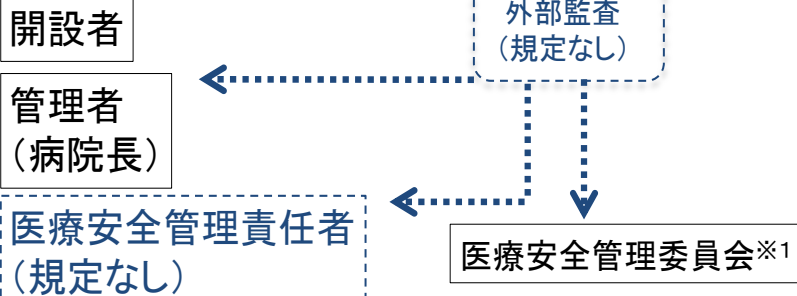 開設者
外部監査
（規定なし）
管理者
（病院長）
医療安全管理責任者
（規定なし）
医療安全管理委員会※1